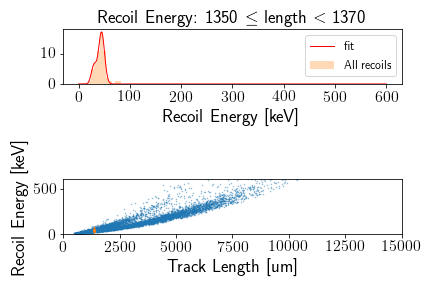 Recoil Energy: 1350 ≤ length < 1370
10
0
fit
All recoils
0 100 200 300 400 500 600
Recoil Energy [keV]
Recoil Energy [keV]
500
0
0 2500 5000 7500 10000 12500 15000
Track Length [um]